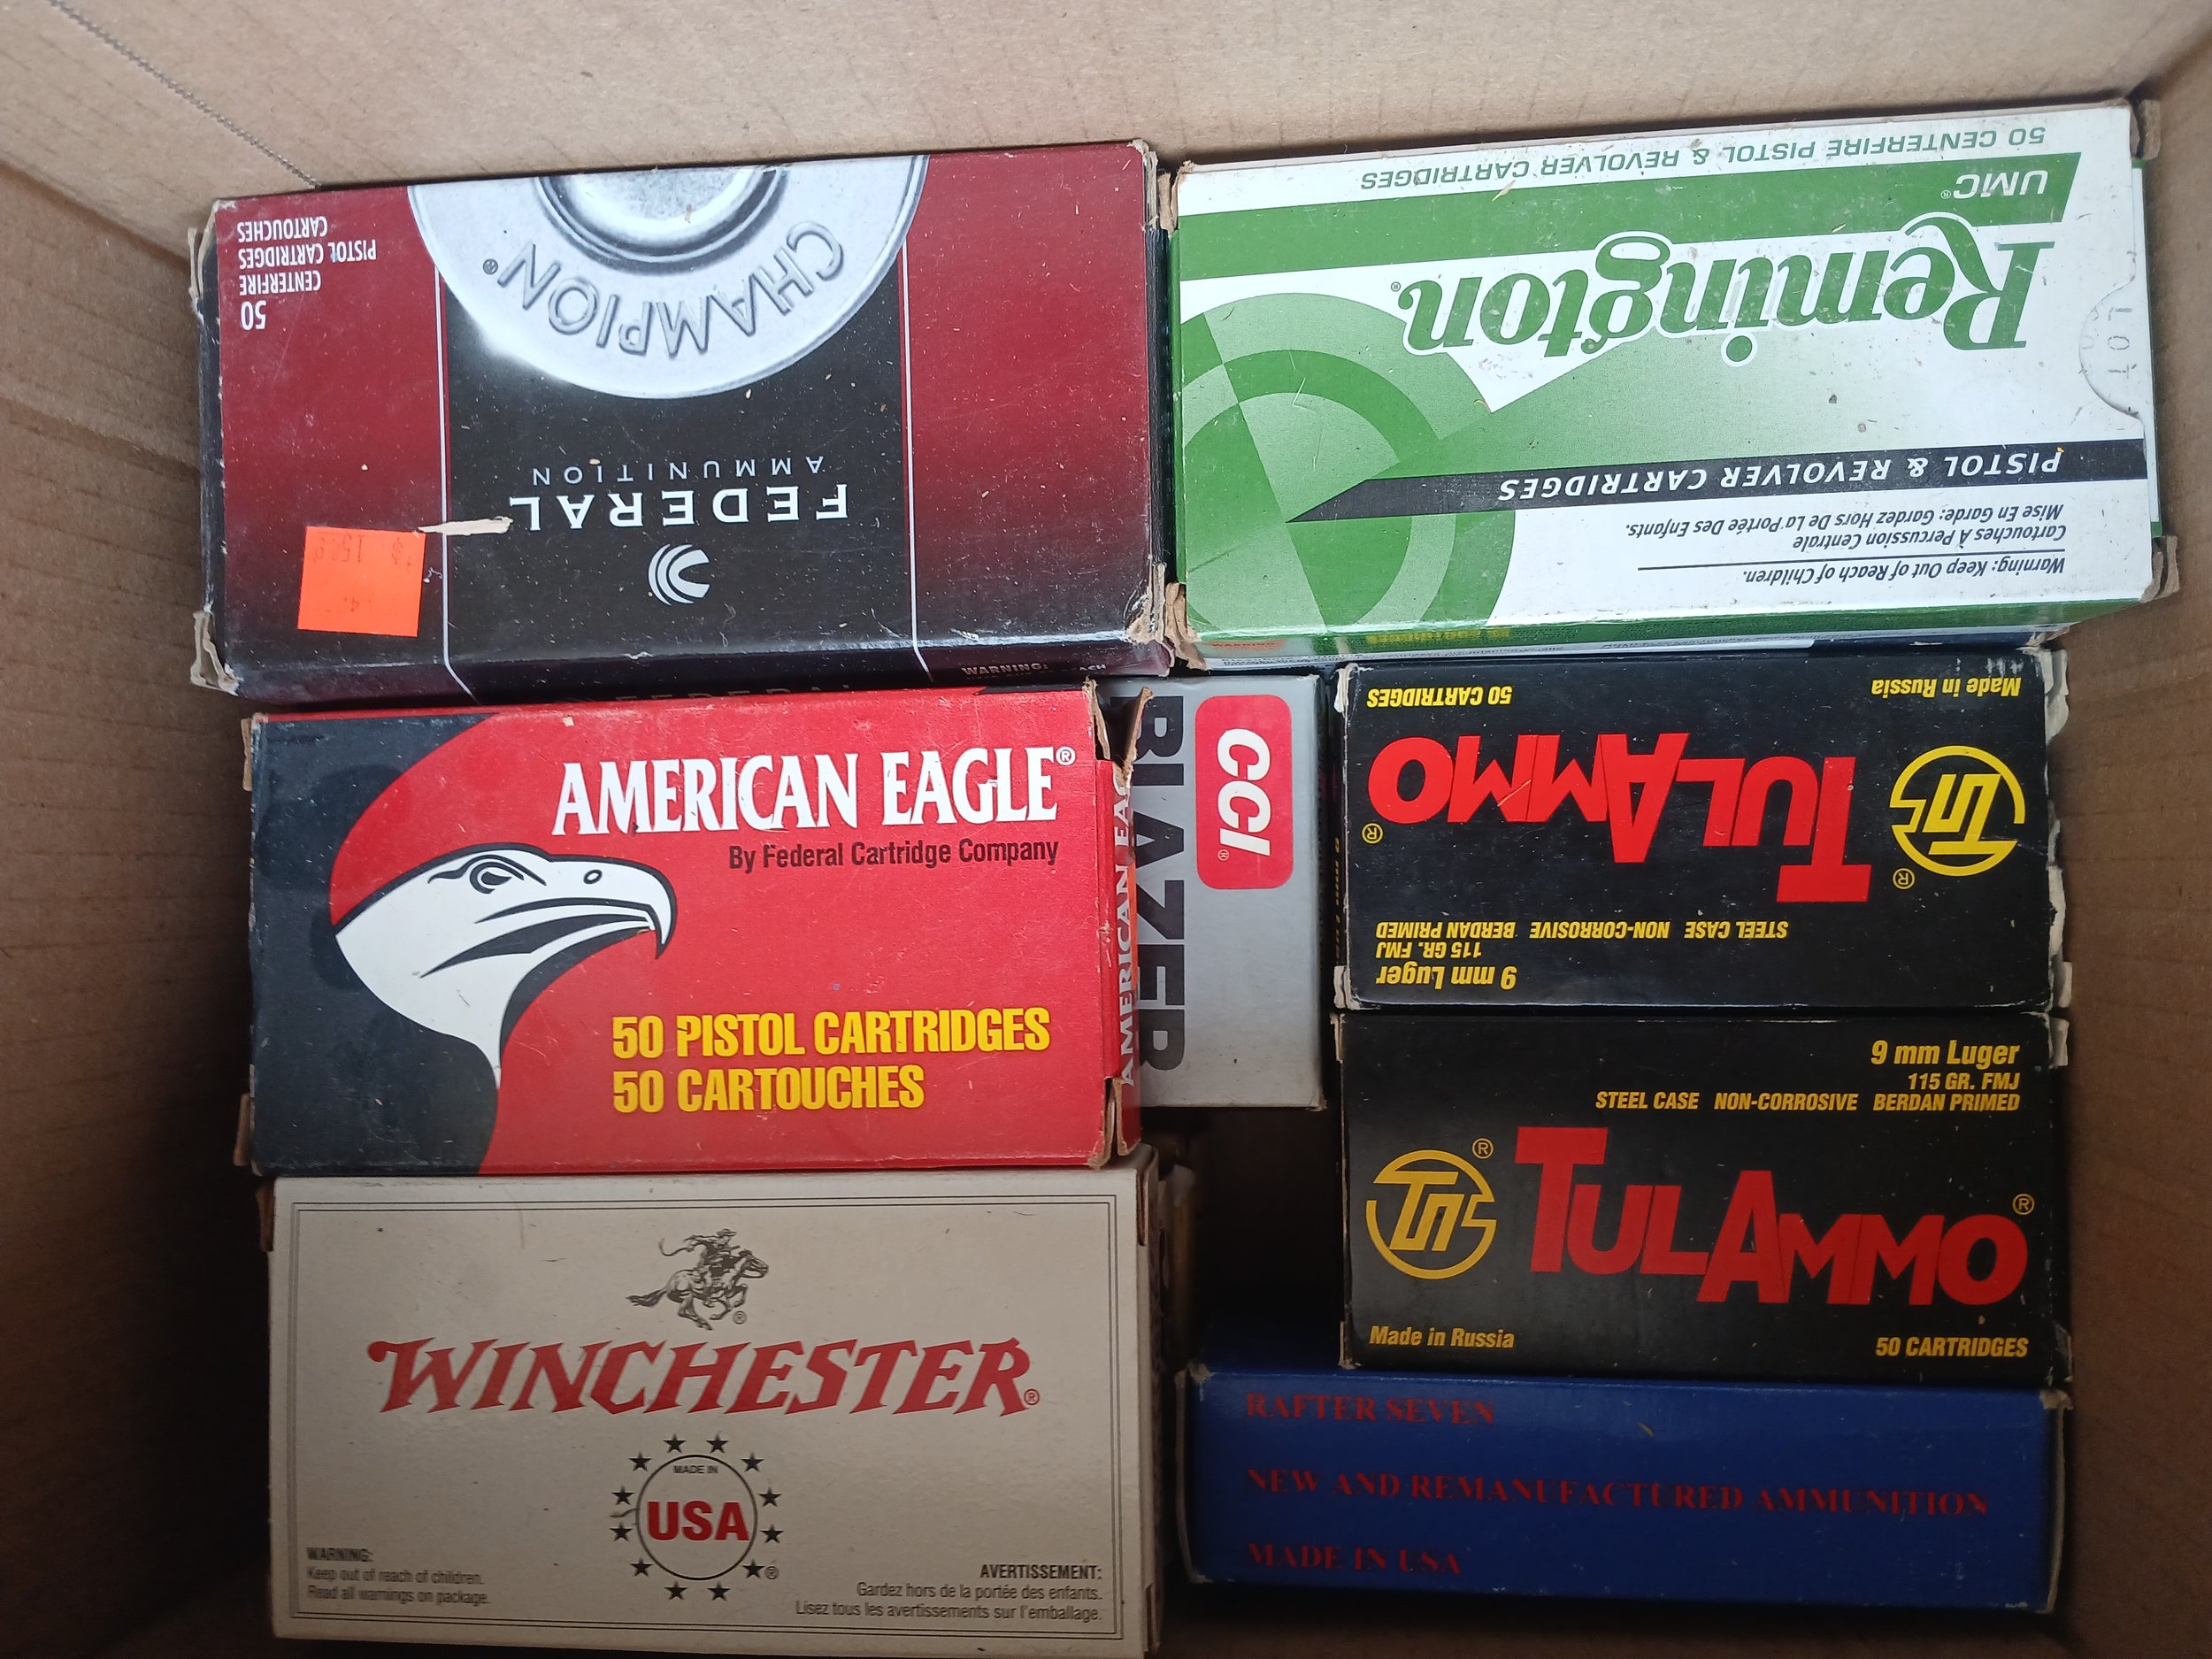 50
CENTERFIRE
PISTOL CARTRIDGES
CARTOUCHES
CHAMPION®
FEDERAL
AMMUNITION
WARNING:
50 CENTERFIRE PISTOL & REVOLVER CARTRIDGES
UMC®
Remington®
LOT
PISTOL & REVOLVER CARTRIDGES
Warning: Keep Out of Reach of Children.
Cartouches À Percussion Centrale
Mise En Garde: Gardez Hors De La Portée Des Enfants.
AMERICAN EAGLE®
By Federal Cartridge Company
50 PISTOL CARTRIDGES
50 CARTOUCHES
AMERICAN EAG
CCI®
BLAZER
9 mm Luger
115 GR. FMJ
STEEL CASE NON-CORROSIVE BERDAN PRIMED
TULAMMO®
Made in Russia
50 CARTRIDGES
9 mm Luger
115 GR. FMJ
STEEL CASE NON-CORROSIVE BERDAN PRIMED
TULAMMO®
Made in Russia
50 CARTRIDGES
WINCHESTER®
MADE IN
USA
WARNING:
Keep out of reach of children.
Read all warnings on package.
AVERTISSEMENT:
Gardez hors de la portée des enfants.
Lisez tous les avertissements sur l'emballage.
RAFTER SEVEN
NEW AND REMANUFACTURED AMMUNITION
MADE IN USA